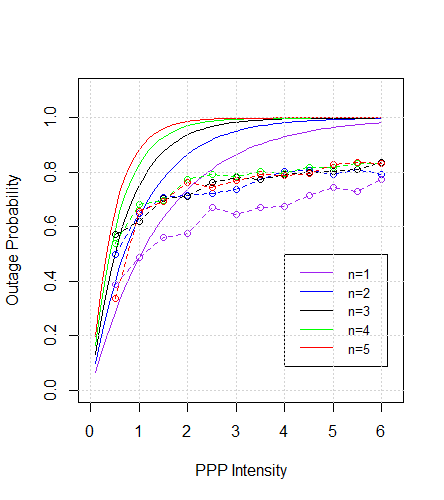 Outage Probability
1.0
0.8
0.6
0.4
0.2
0.0
n=1
n=2
n=3
n=4
n=5
0 1 2 3 4 5 6
PPP Intensity